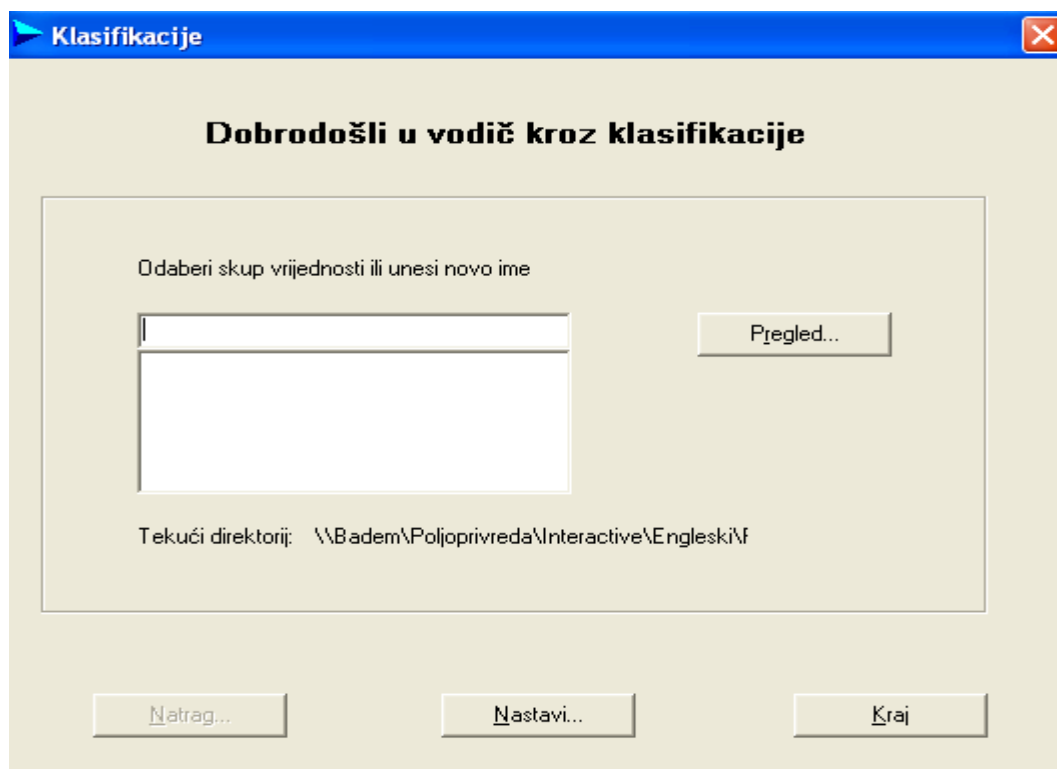 Klasifikacije
Dobrodošli u vodič kroz klasifikacije
Odaberi skup vrijednosti ili unesi novo ime
Pregled...
Tekući direktorij: \\Badem\Poljoprivreda\Interactive\Engleski\
Natrag... Nastavi... Kraj